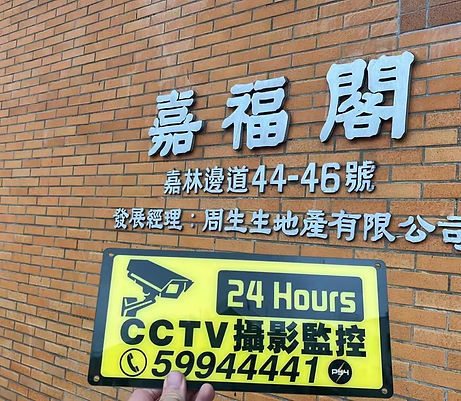 嘉福閣
嘉林邊道44-46號
發展經理：周生生地產有限公司
24 Hours
CCTV攝影監控
59944441